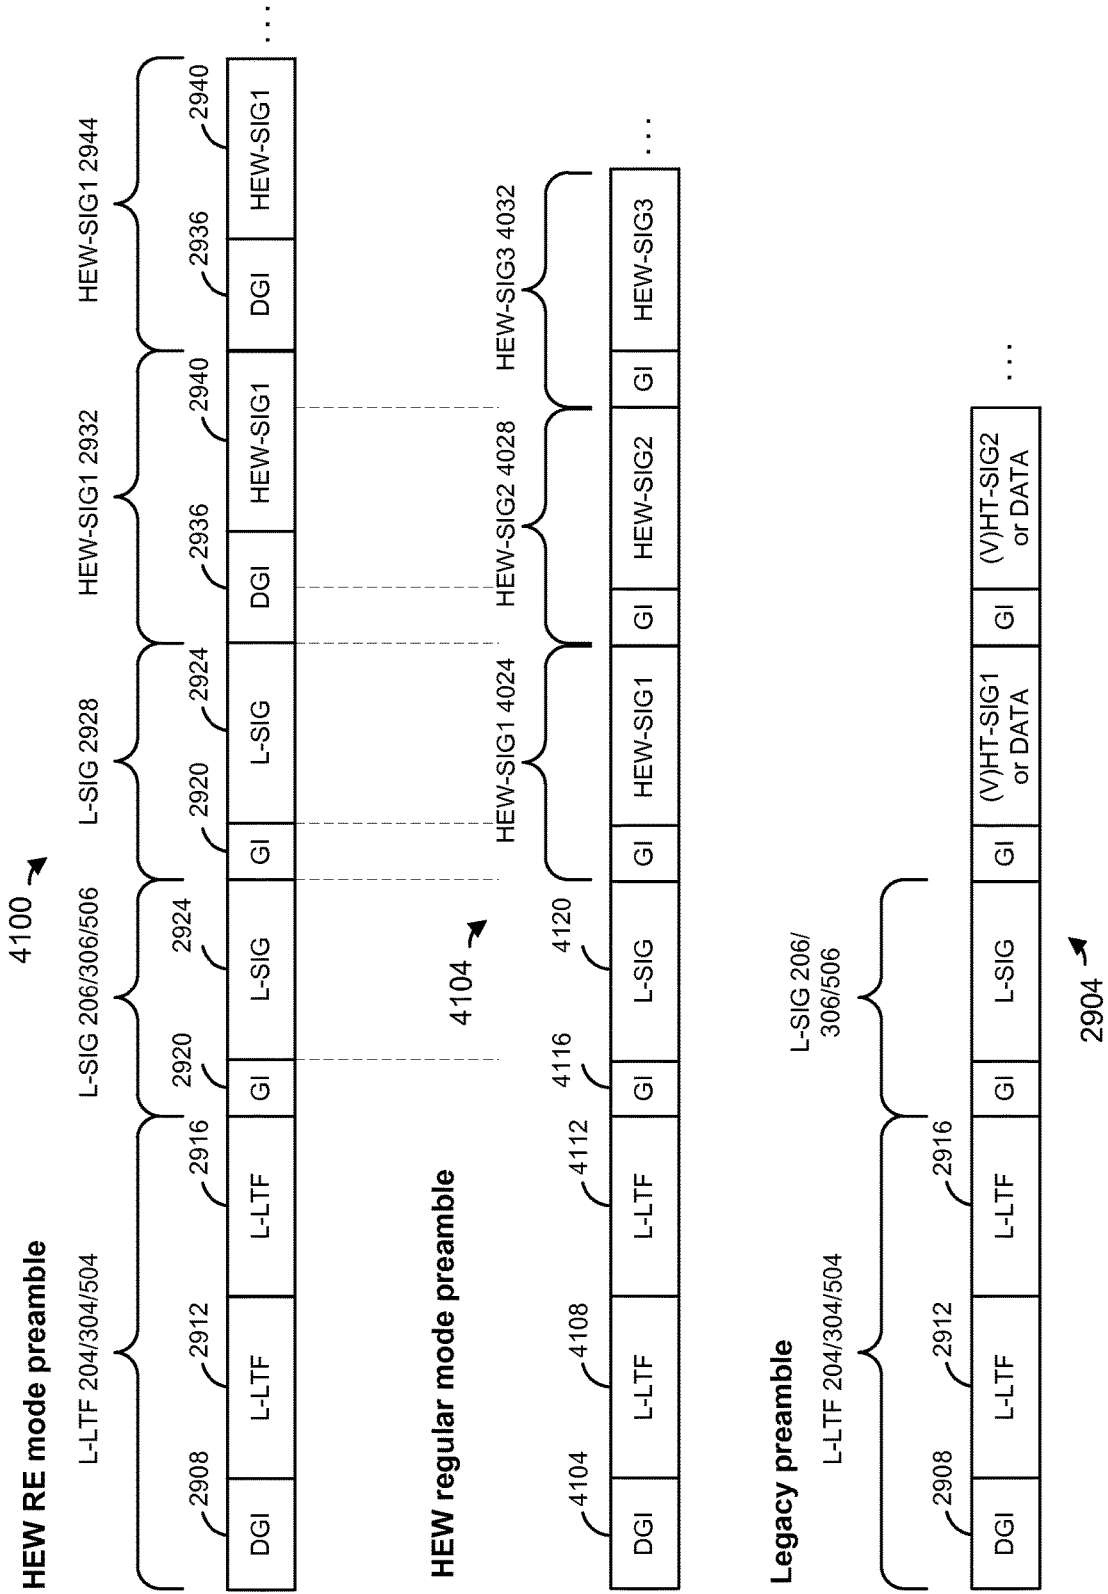 HEW RE mode preamble
4100
L-LTF 204/304/504
L-SIG 206/306/506
L-SIG 2928
HEW-SIG1 2932
HEW-SIG1 2944
2908
2912
2916
2920
2924
2920
2924
2936
2940
2936
2940
DGI
L-LTF
L-LTF
GI
L-SIG
GI
L-SIG
DGI
HEW-SIG1
DGI
HEW-SIG1
...
HEW regular mode preamble
4104
HEW-SIG1 4024
HEW-SIG2 4028
HEW-SIG3 4032
4104
4108
4112
4116
4120
DGI
L-LTF
L-LTF
GI
L-SIG
GI
HEW-SIG1
GI
HEW-SIG2
GI
HEW-SIG3
...
Legacy preamble
L-LTF 204/304/504
L-SIG 206/
306/506
2908
2912
2916
DGI
L-LTF
L-LTF
GI
L-SIG
GI
(V)HT-SIG1
or DATA
GI
(V)HT-SIG2
or DATA
...
2904